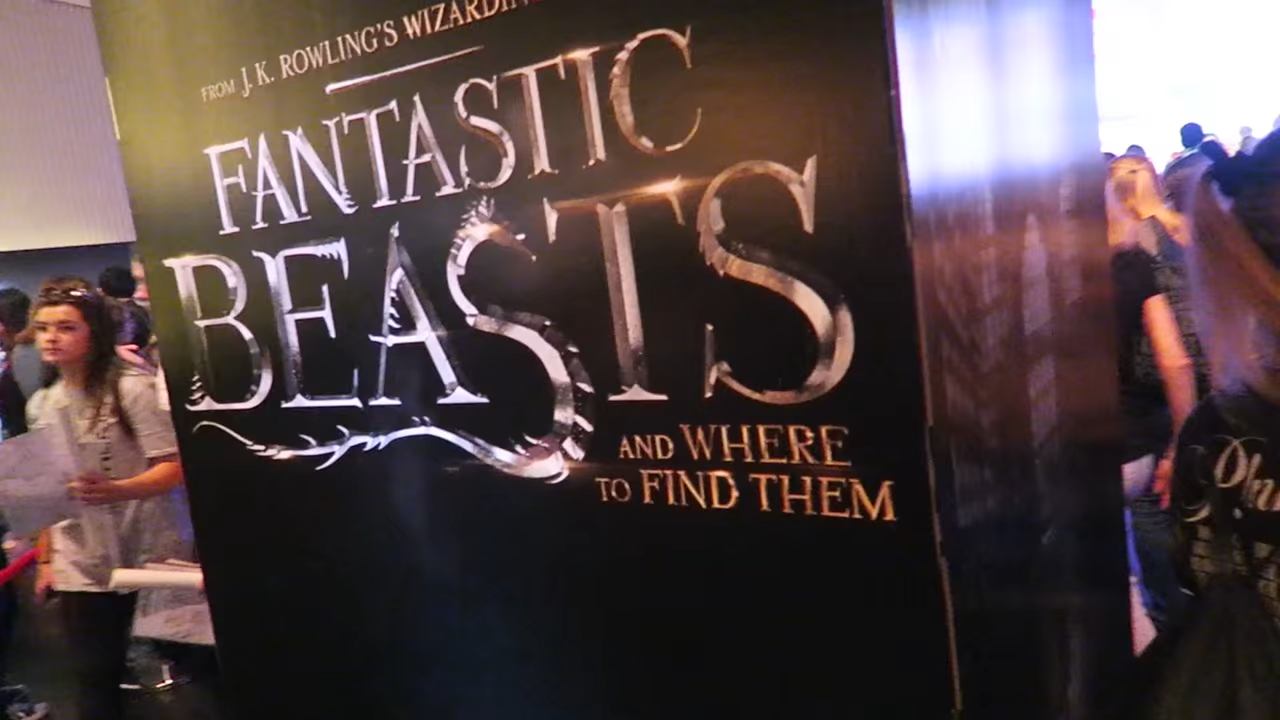 FROM J. K. ROWLING'S
FANTASTIC
BEASTS
AND WHERE
TO FIND THEM